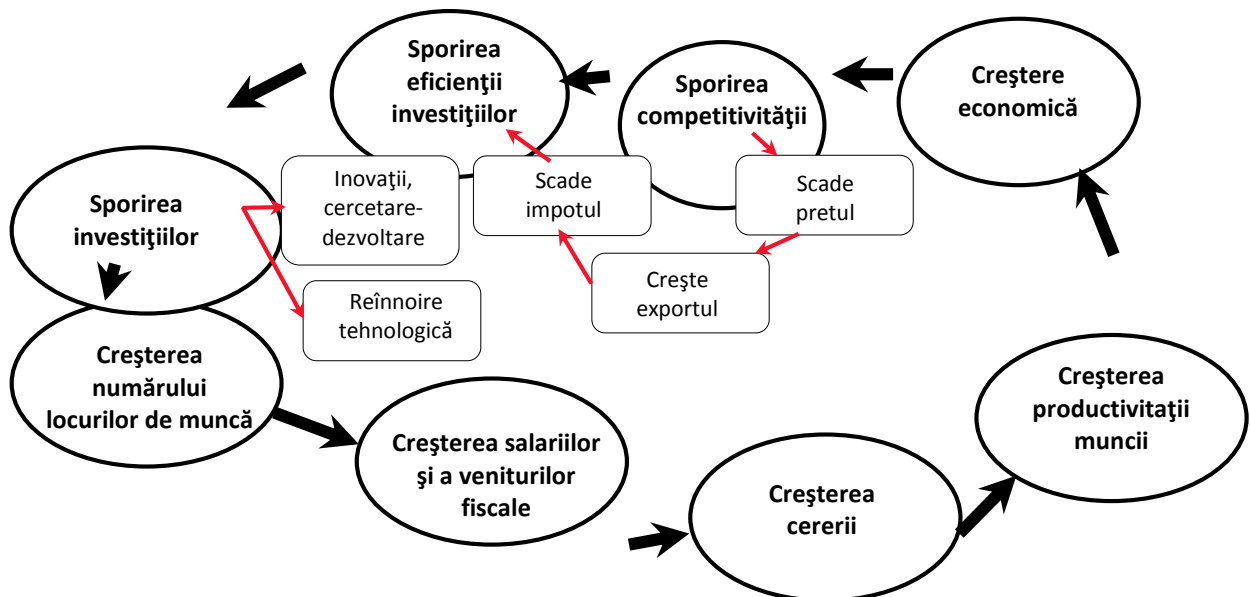 Sporirea
eficienţii
investiţiilor
Sporirea
competitivităţii
Creştere
economică
Sporirea
investiţiilor
Inovaţii,
cercetare-
dezvoltare
Scade
impotul
Scade
pretul
Creşte
exportul
Reînnoire
tehnologică
Creşterea
numărului
locurilor de muncă
Creşterea salariilor
şi a veniturilor
fiscale
Creşterea
cererii
Creşterea
productivitaţii
muncii